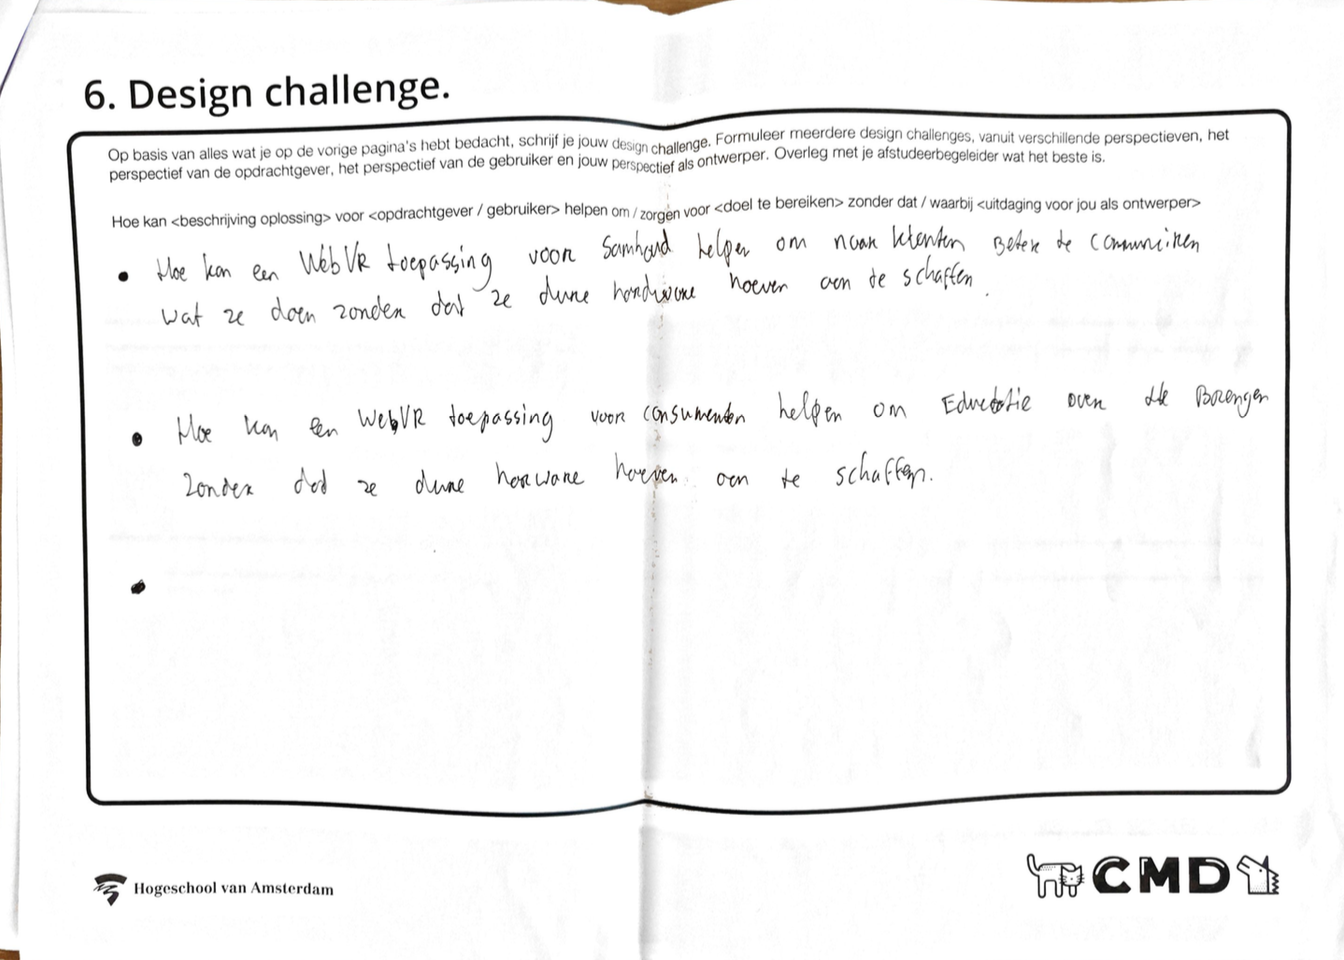 6. Design challenge.
Op basis van alles wat je op de vorige pagina's hebt bedacht, schrijf je jouw design challenge. Formuleer meerdere design challenges, vanuit verschillende perspectieven, het
perspectief van de opdrachtgever, het perspectief van de gebruiker en jouw perspectief als ontwerper. Overleg met je afstudeerbegeleider wat het beste is.
Hoe kan <beschrijving oplossing> voor <opdrachtgever / gebruiker> helpen om / zorgen voor <doel te bereiken> zonder dat / waarbij <uitdaging voor jou als ontwerper>
• Hoe kan een WebVR toepassing voor helpen om naar klanten Beter te
wat ze doen zonder dat ze dure hardware hoeven aan te schaffen.
• Hoe kan een WebVR toepassing voor consumenten helpen om over te Brengen
zonder dat ze dure harware hoeven aan te schaffen.
•
Hogeschool van Amsterdam
CMD